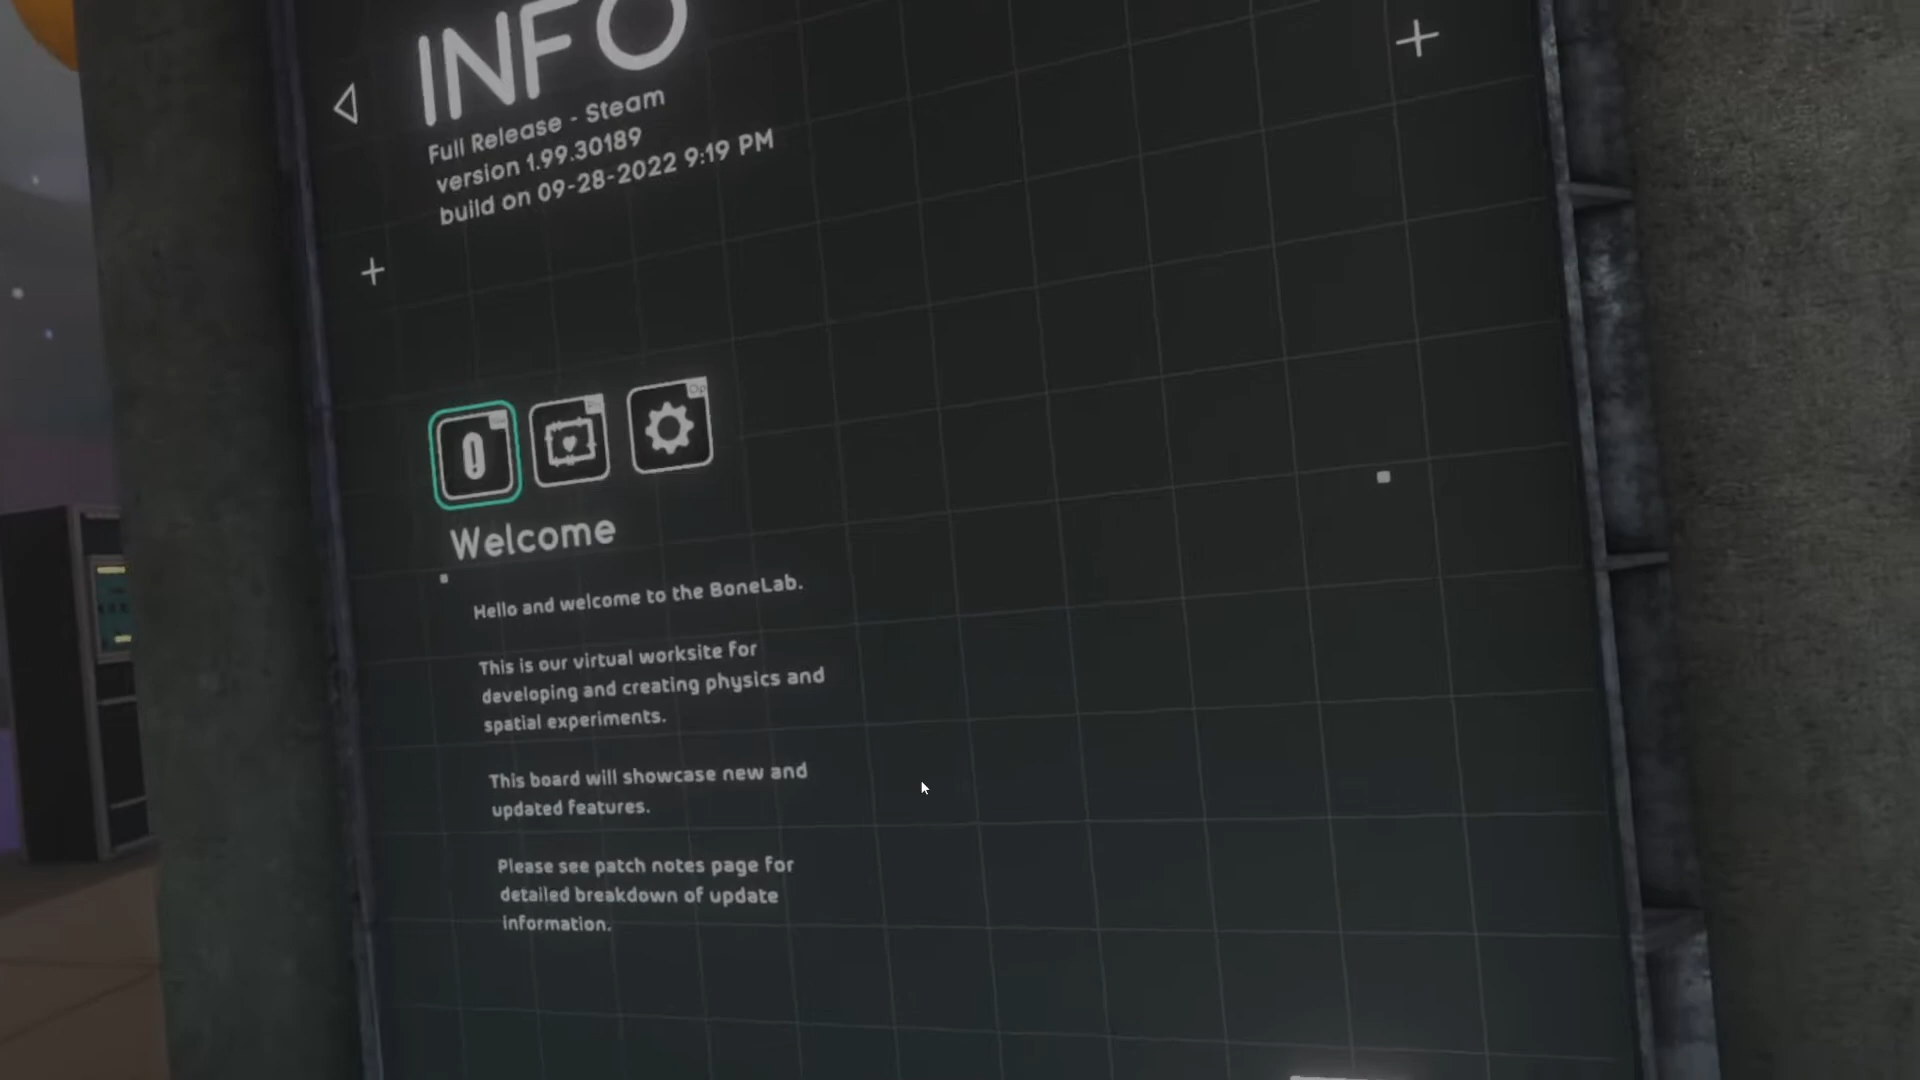 INFO
Full Release - Steam
version 1.99.30189
build on 09-28-2022 9:19 PM
Op
Welcome
Hello and welcome to the BoneLab.
This is our virtual worksite for
developing and creating physics and
spatial experiments.
This board will showcase new and
updated features.
Please see patch notes page for
detailed breakdown of update
information.